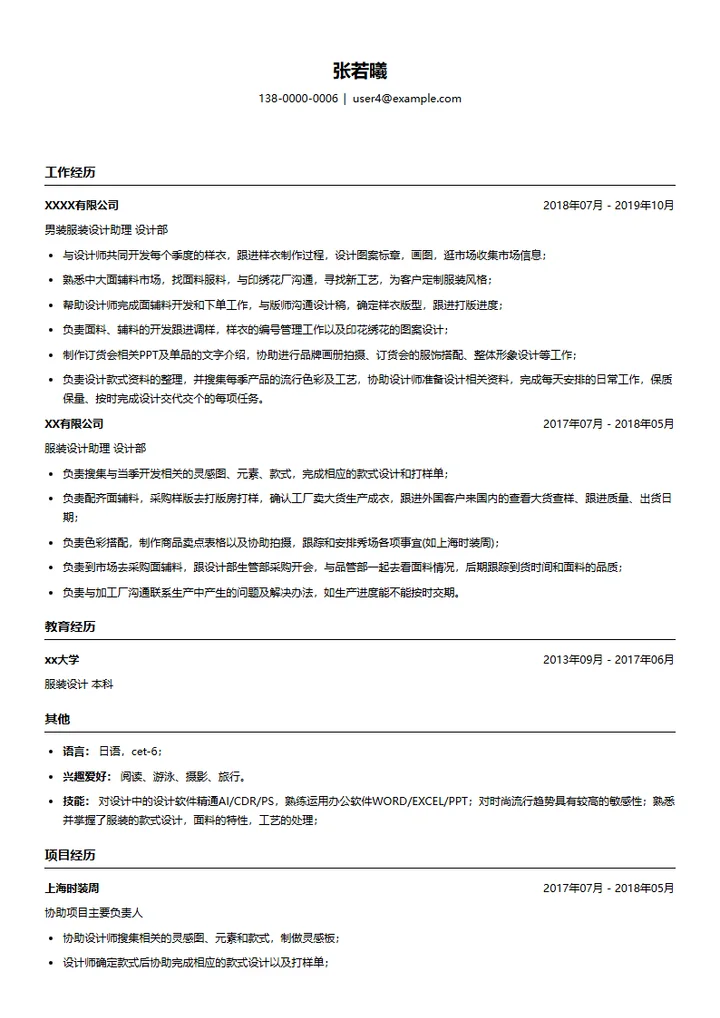 张若曦
138-0000-0006 | user4@example.com
工作经历
XXXX有限公司 2018年07月 - 2019年10月
男装服装设计助理 设计部
• 与设计师共同开发每个季度的样衣，跟进样衣制作过程，设计图案标章，画图，逛市场收集市场信息；
• 熟悉中大面辅料市场，找面料服料，与印绣花厂沟通，寻找新工艺，为客户定制服装风格；
• 帮助设计师完成面辅料开发和下单工作，与版师沟通设计稿，确定样衣版型，跟进打版进度；
• 负责面料、辅料的开发跟进调样，样衣的编号管理工作以及印花绣花的图案设计；
• 制作订货会相关PPT及单品的文字介绍，协助进行品牌画册拍摄、订货会的服饰搭配、整体形象设计等工作；
• 负责设计款式资料的整理，并搜集每季产品的流行色彩及工艺，协助设计师准备设计相关资料，完成每天安排的日常工作，保质
保量、按时完成设计交代交个的每项任务。
XX有限公司 2017年07月 - 2018年05月
服装设计助理 设计部
• 负责搜集与当季开发相关的灵感图、元素、款式，完成相应的款式设计和打样单；
• 负责配齐面辅料，采购样版去打版房打样，确认工厂卖大货生产成衣，跟进外国客户来国内的查看大货查样、跟进质量、出货日
期；
• 负责色彩搭配，制作商品卖点表格以及协助拍摄，跟踪和安排秀场各项事宜(如上海时装周)；
• 负责到市场去采购面辅料，跟设计部生管部采购开会，与品管部一起去看面料情况，后期跟踪到货时间和面料的品质；
• 负责与加工厂沟通联系生产中产生的问题及解决办法，如生产进度能不能按时交期。
教育经历
xx大学 2013年09月 - 2017年06月
服装设计 本科
其他
• 语言： 日语，cet-6；
• 兴趣爱好： 阅读、游泳、摄影、旅行。
• 技能： 对设计中的设计软件精通AI/CDR/PS，熟练运用办公软件WORD/EXCEL/PPT；对时尚流行趋势具有较高的敏感性；熟悉
并掌握了服装的款式设计，面料的特性，工艺的处理；
项目经历
上海时装周 2017年07月 - 2018年05月
协助项目主要负责人
• 协助设计师搜集相关的灵感图、元素和款式，制做灵感板；
• 设计师确定款式后协助完成相应的款式设计以及打样单；